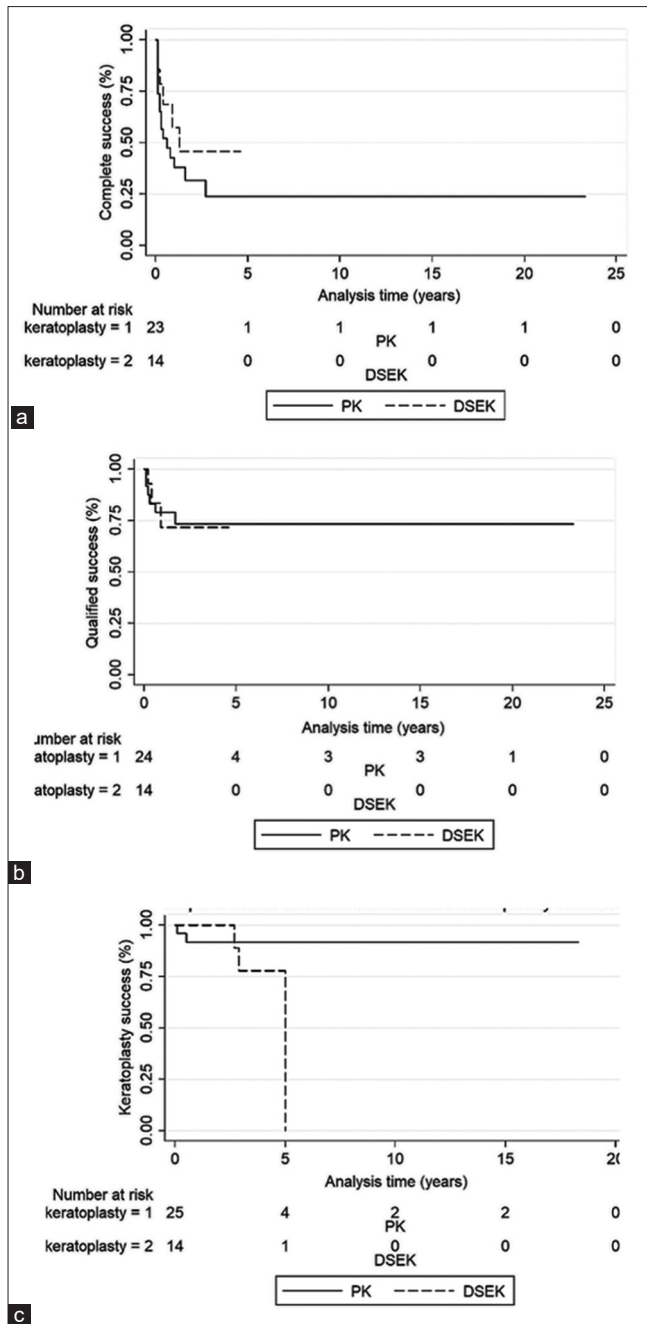 1.00
0.75
0.50
0.25
0.00
Complete success (%)
0 5 10 15 20 25
Analysis time (years)
Number at risk
keratoplasty = 1 23 1 1 1 1 0
PK
keratoplasty = 2 14 0 0 0 0 0
DSEK
PK DSEK
a
1.00
0.75
0.50
0.25
0.00
Qualified success (%)
0 5 10 15 20 25
Analysis time (years)
umber at risk
atoplasty = 1 24 4 3 3 1 0
PK
atoplasty = 2 14 0 0 0 0 0
DSEK
PK DSEK
b
1.00
0.75
0.50
0.25
0.00
Keratoplasty success (%)
0 5 10 15 20
Analysis time (years)
Number at risk
keratoplasty = 1 25 4 2 2 0
PK
keratoplasty = 2 14 1 0 0 0
DSEK
PK DSEK
c